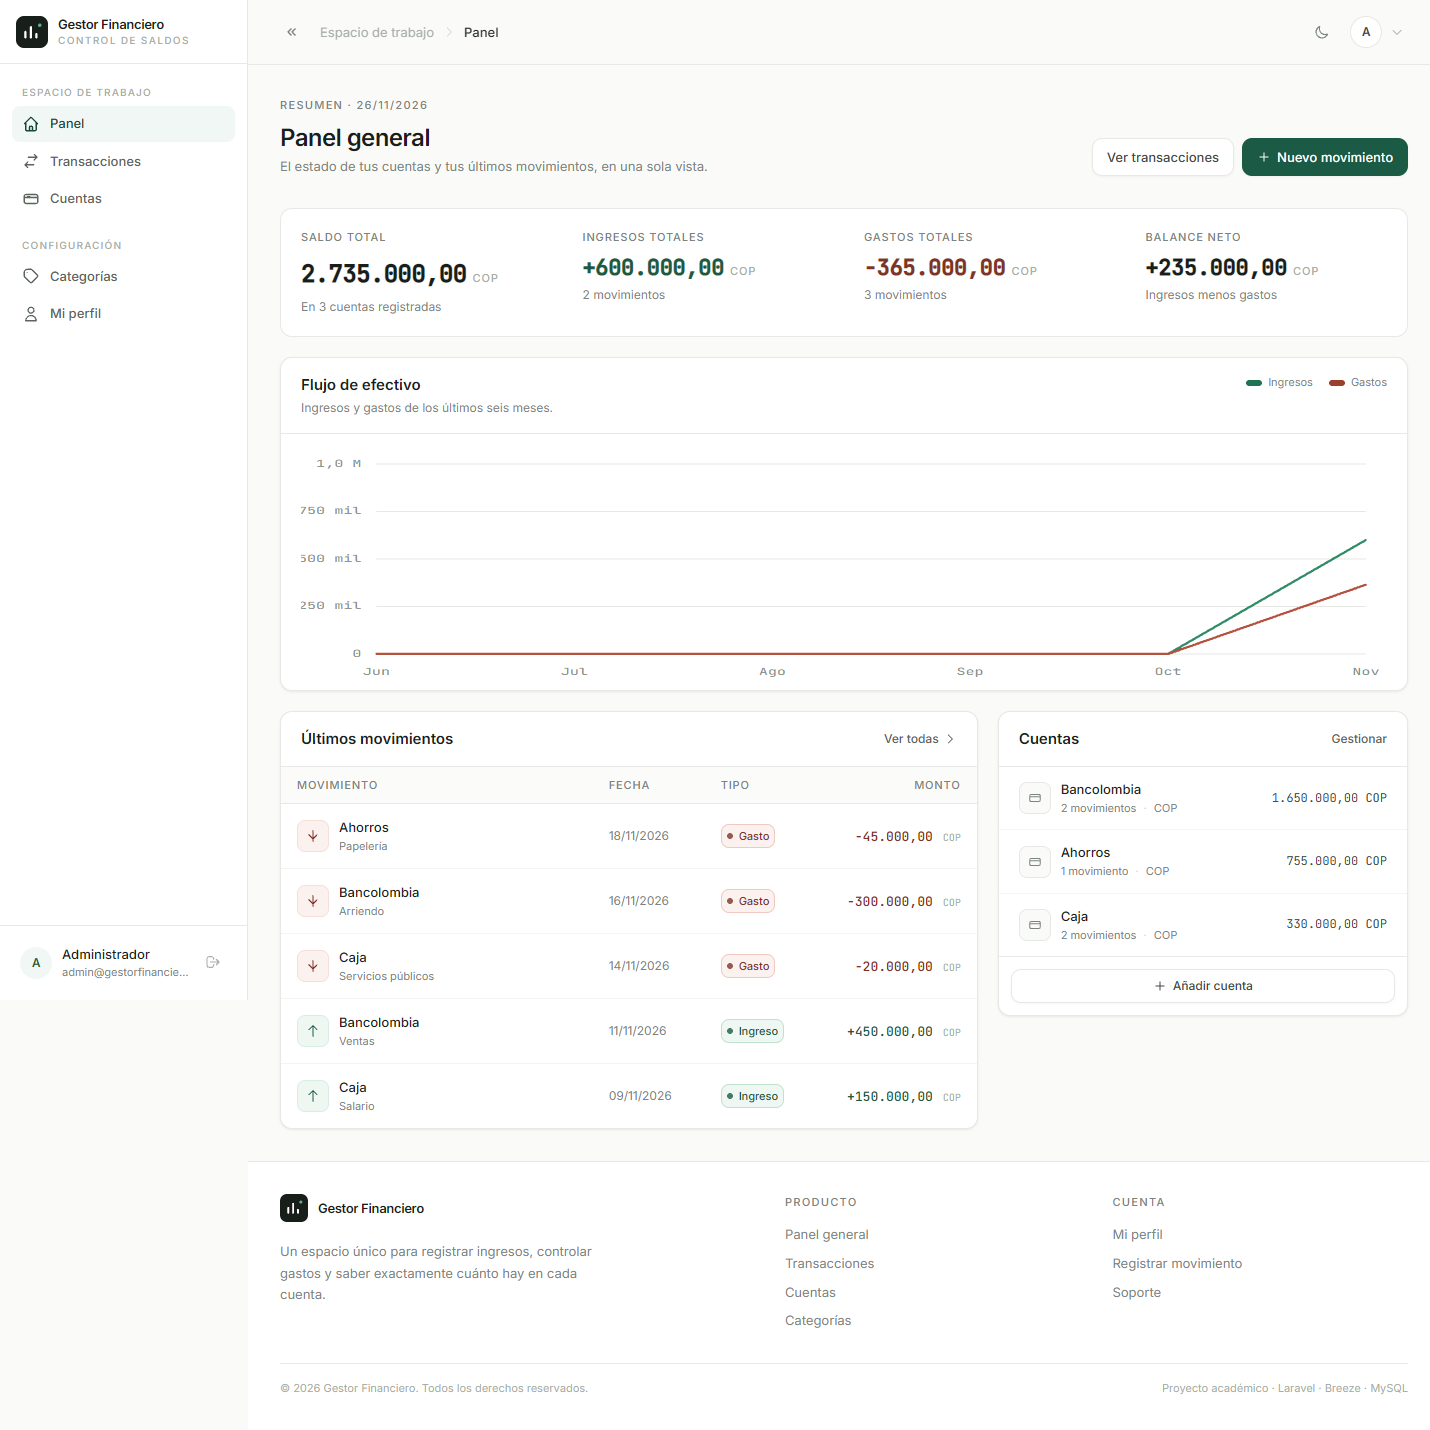 Gestor Financiero
CONTROL DE SALDOS
ESPACIO DE TRABAJO
Panel
Transacciones
Cuentas
CONFIGURACIÓN
Categorías
Mi perfil
A
Administrador
admin@gestorfinancie...
Espacio de trabajo
Panel
A
RESUMEN · 26/11/2026
Panel general
El estado de tus cuentas y tus últimos movimientos, en una sola vista.
Ver transacciones
Nuevo movimiento
SALDO TOTAL
2.735.000,00 COP
En 3 cuentas registradas
INGRESOS TOTALES
+600.000,00 COP
2 movimientos
GASTOS TOTALES
-365.000,00 COP
3 movimientos
BALANCE NETO
+235.000,00 COP
Ingresos menos gastos
Flujo de efectivo
Ingresos y gastos de los últimos seis meses.
Ingresos
Gastos
1,0 M
750 mil
500 mil
250 mil
0
Jun Jul Ago Sep Oct Nov
Últimos movimientos
Ver todas
MOVIMIENTO FECHA TIPO MONTO
Ahorros
Papelería
18/11/2026 Gasto -45.000,00 COP
Bancolombia
Arriendo
16/11/2026 Gasto -300.000,00 COP
Caja
Servicios públicos
14/11/2026 Gasto -20.000,00 COP
Bancolombia
Ventas
11/11/2026 Ingreso +450.000,00 COP
Caja
Salario
09/11/2026 Ingreso +150.000,00 COP
Cuentas
Gestionar
Bancolombia
2 movimientos · COP
1.650.000,00 COP
Ahorros
1 movimiento · COP
755.000,00 COP
Caja
2 movimientos · COP
330.000,00 COP
Añadir cuenta
Gestor Financiero
Un espacio único para registrar ingresos, controlar
gastos y saber exactamente cuánto hay en cada
cuenta.
PRODUCTO
Panel general
Transacciones
Cuentas
Categorías
CUENTA
Mi perfil
Registrar movimiento
Soporte
© 2026 Gestor Financiero. Todos los derechos reservados.
Proyecto académico · Laravel · Breeze · MySQL